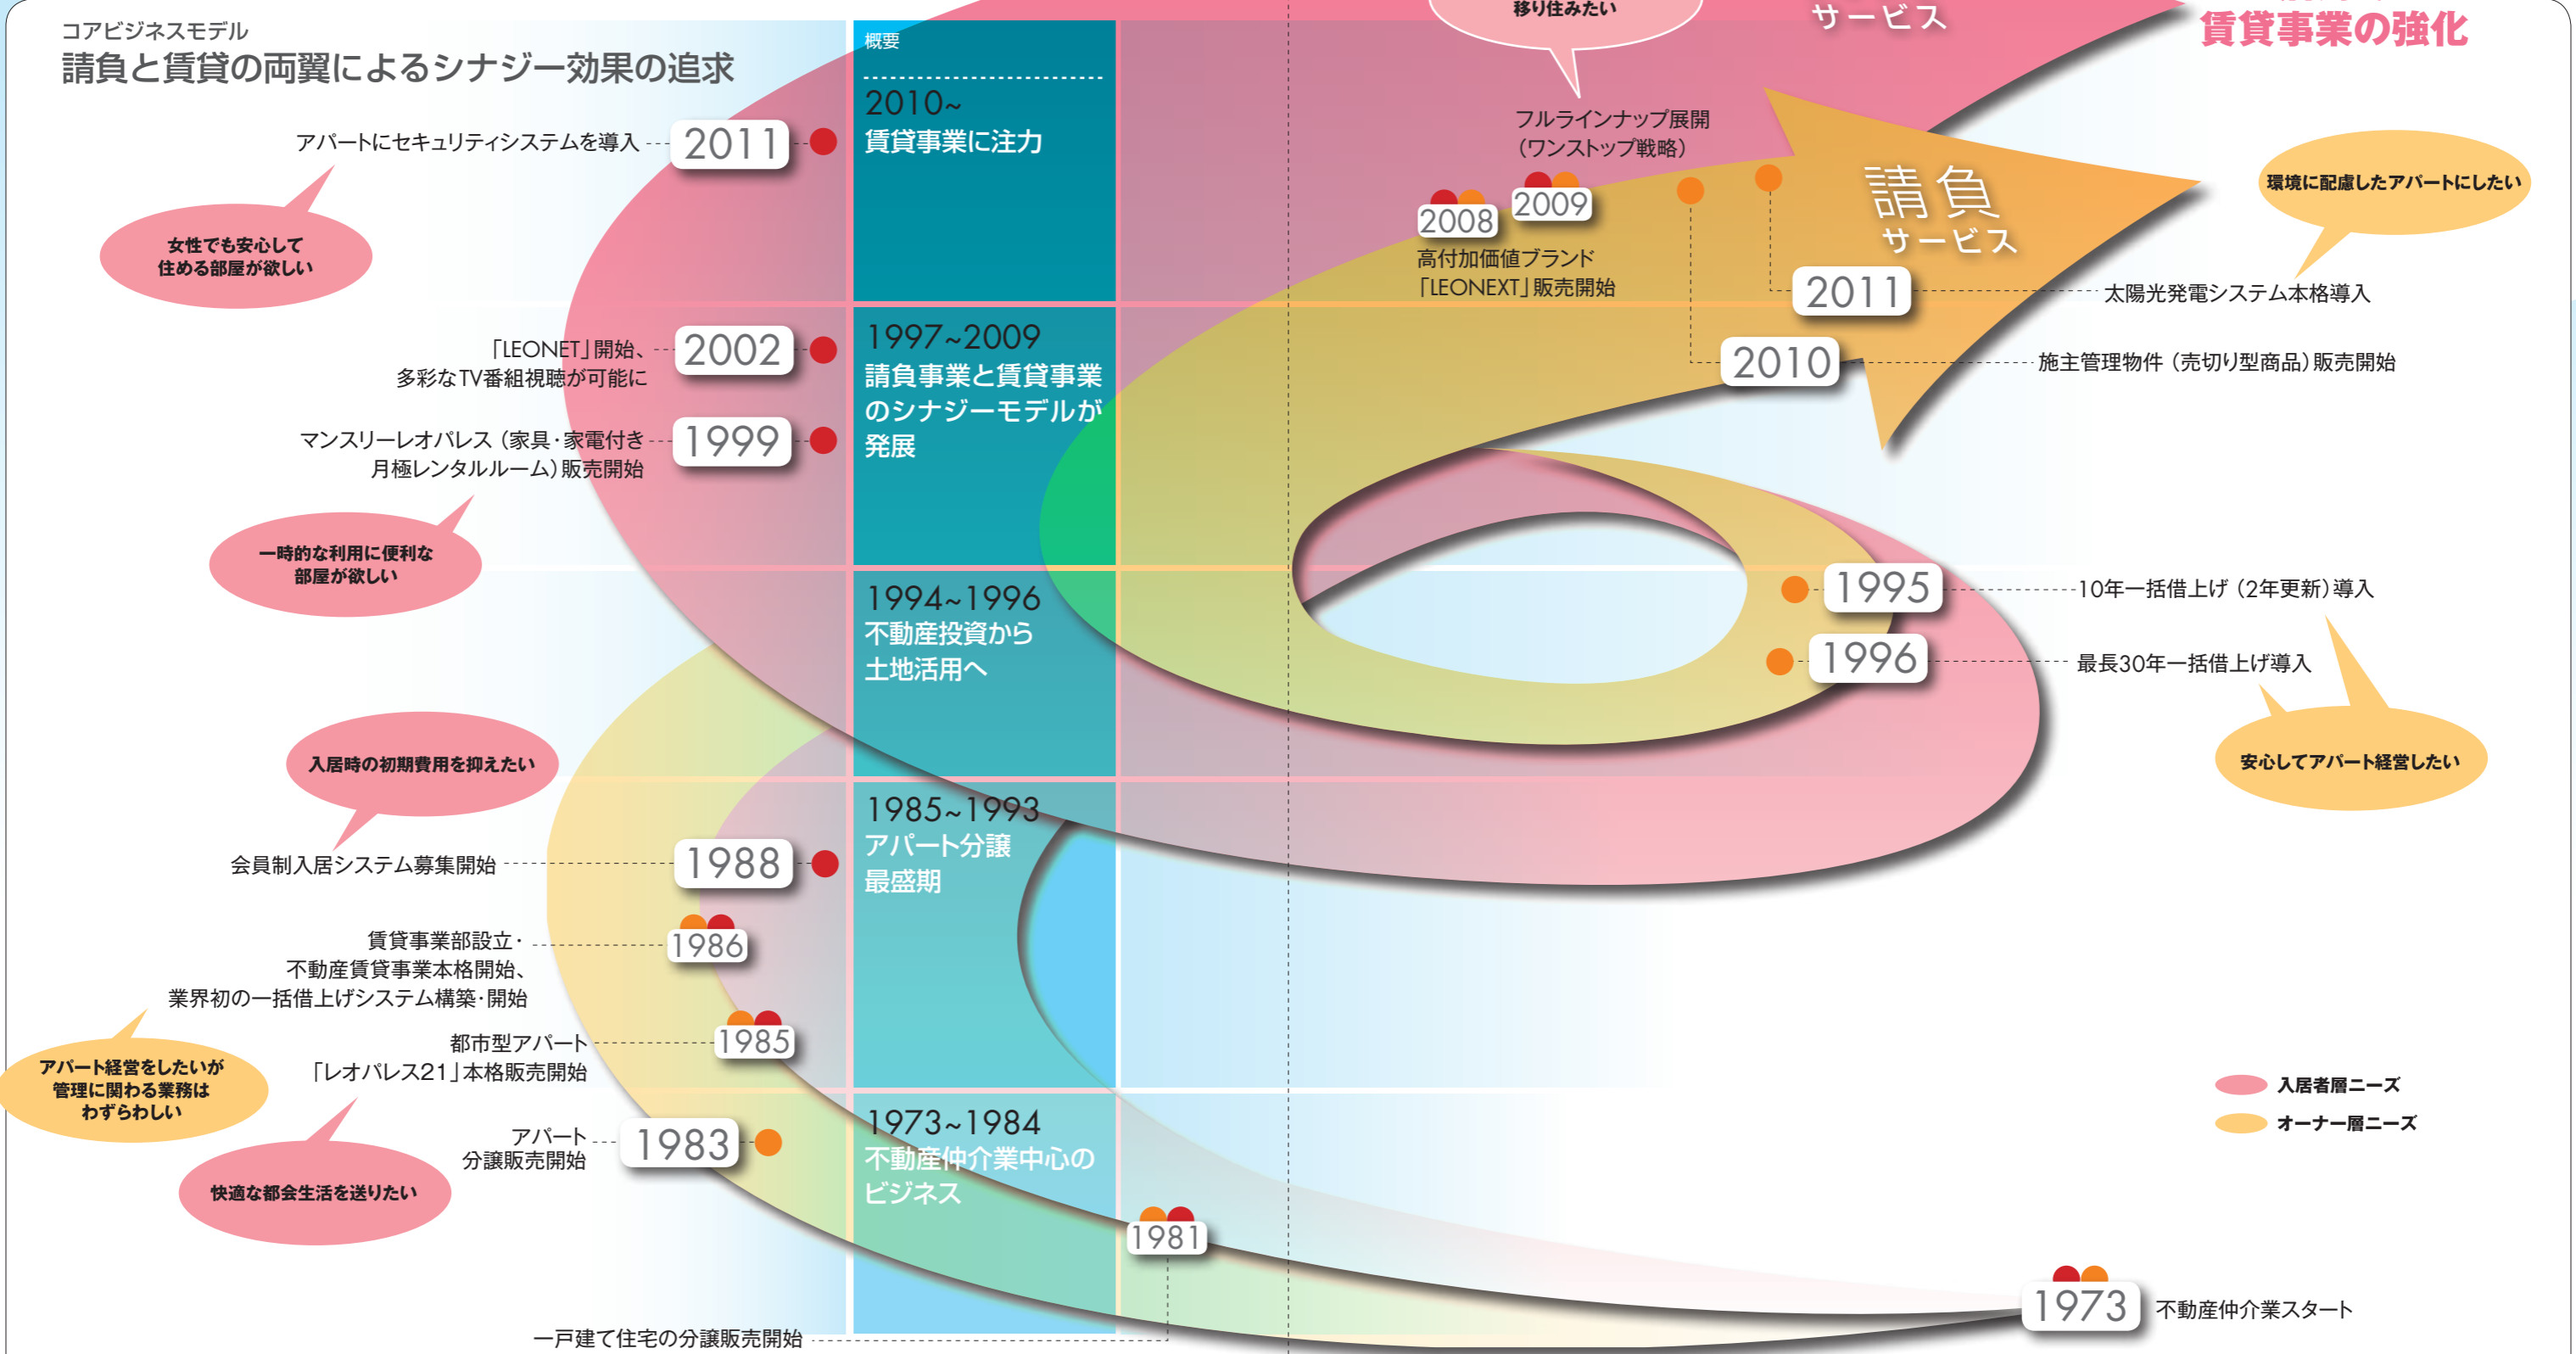 コアビジネスモデル
請負と賃貸の両翼によるシナジー効果の追求
移り住みたい
サービス
賃貸事業の強化
概要
2010~
賃貸事業に注力
アパートにセキュリティシステムを導入
2011
女性でも安心して
住める部屋が欲しい
フルラインナップ展開
（ワンストップ戦略）
2008
2009
高付加価値ブランド
「LEONEXT」販売開始
請負
サービス
環境に配慮したアパートにしたい
2011
太陽光発電システム本格導入
2010
施主管理物件（売切り型商品）販売開始
1997~2009
請負事業と賃貸事業
のシナジーモデルが
発展
「LEONET」開始、
多彩なTV番組視聴が可能に
2002
マンスリーレオパレス（家具・家電付き
月極レンタルルーム）販売開始
1999
一時的な利用に便利な
部屋が欲しい
1994~1996
不動産投資から
土地活用へ
1995
10年一括借上げ（2年更新）導入
1996
最長30年一括借上げ導入
安心してアパート経営したい
入居時の初期費用を抑えたい
1985~1993
アパート分譲
最盛期
会員制入居システム募集開始
1988
賃貸事業部設立・
不動産賃貸事業本格開始、
業界初の一括借上げシステム構築・開始
1986
アパート経営をしたいが
管理に関わる業務は
わずらわしい
都市型アパート
「レオパレス21」本格販売開始
1985
快適な都会生活を送りたい
1973~1984
不動産仲介業中心の
ビジネス
アパート
分譲販売開始
1983
1981
一戸建て住宅の分譲販売開始
1973
不動産仲介業スタート
入居者層ニーズ
オーナー層ニーズ